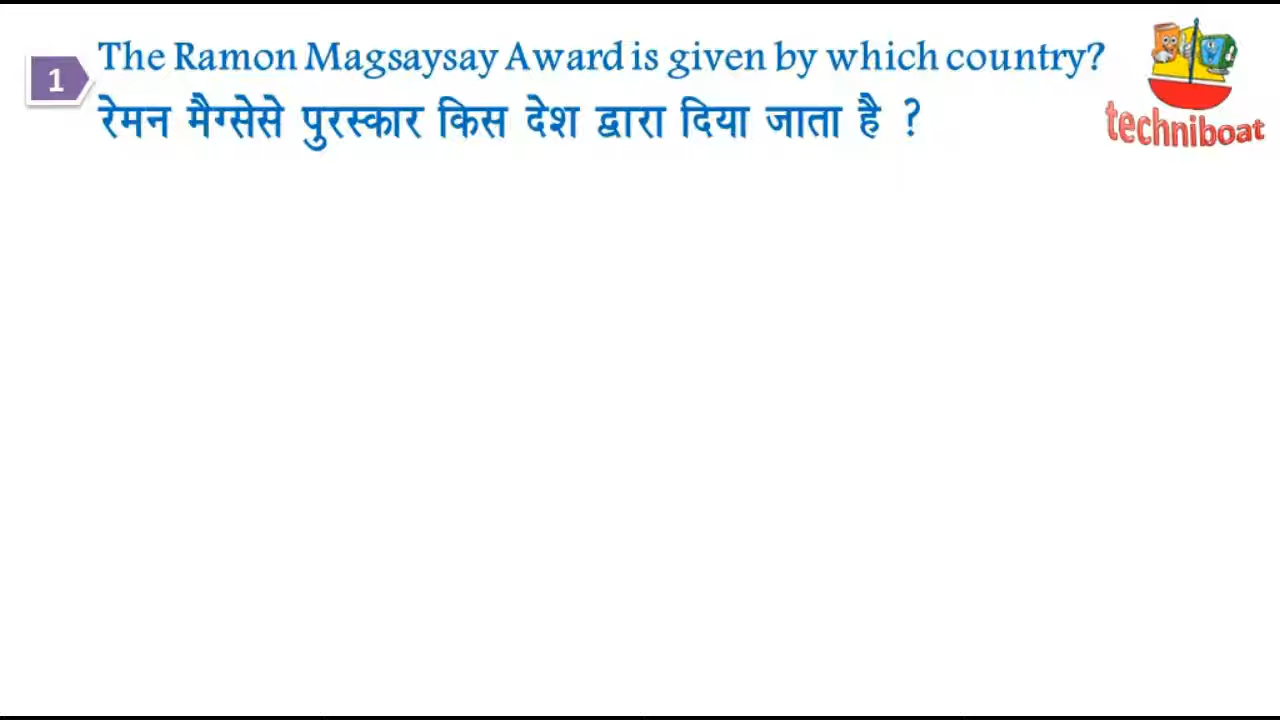 1
The Ramon Magsaysay Award is given by which country?
रेमन मैग्सेसे पुरस्कार किस देश द्वारा दिया जाता है ?
techniboat